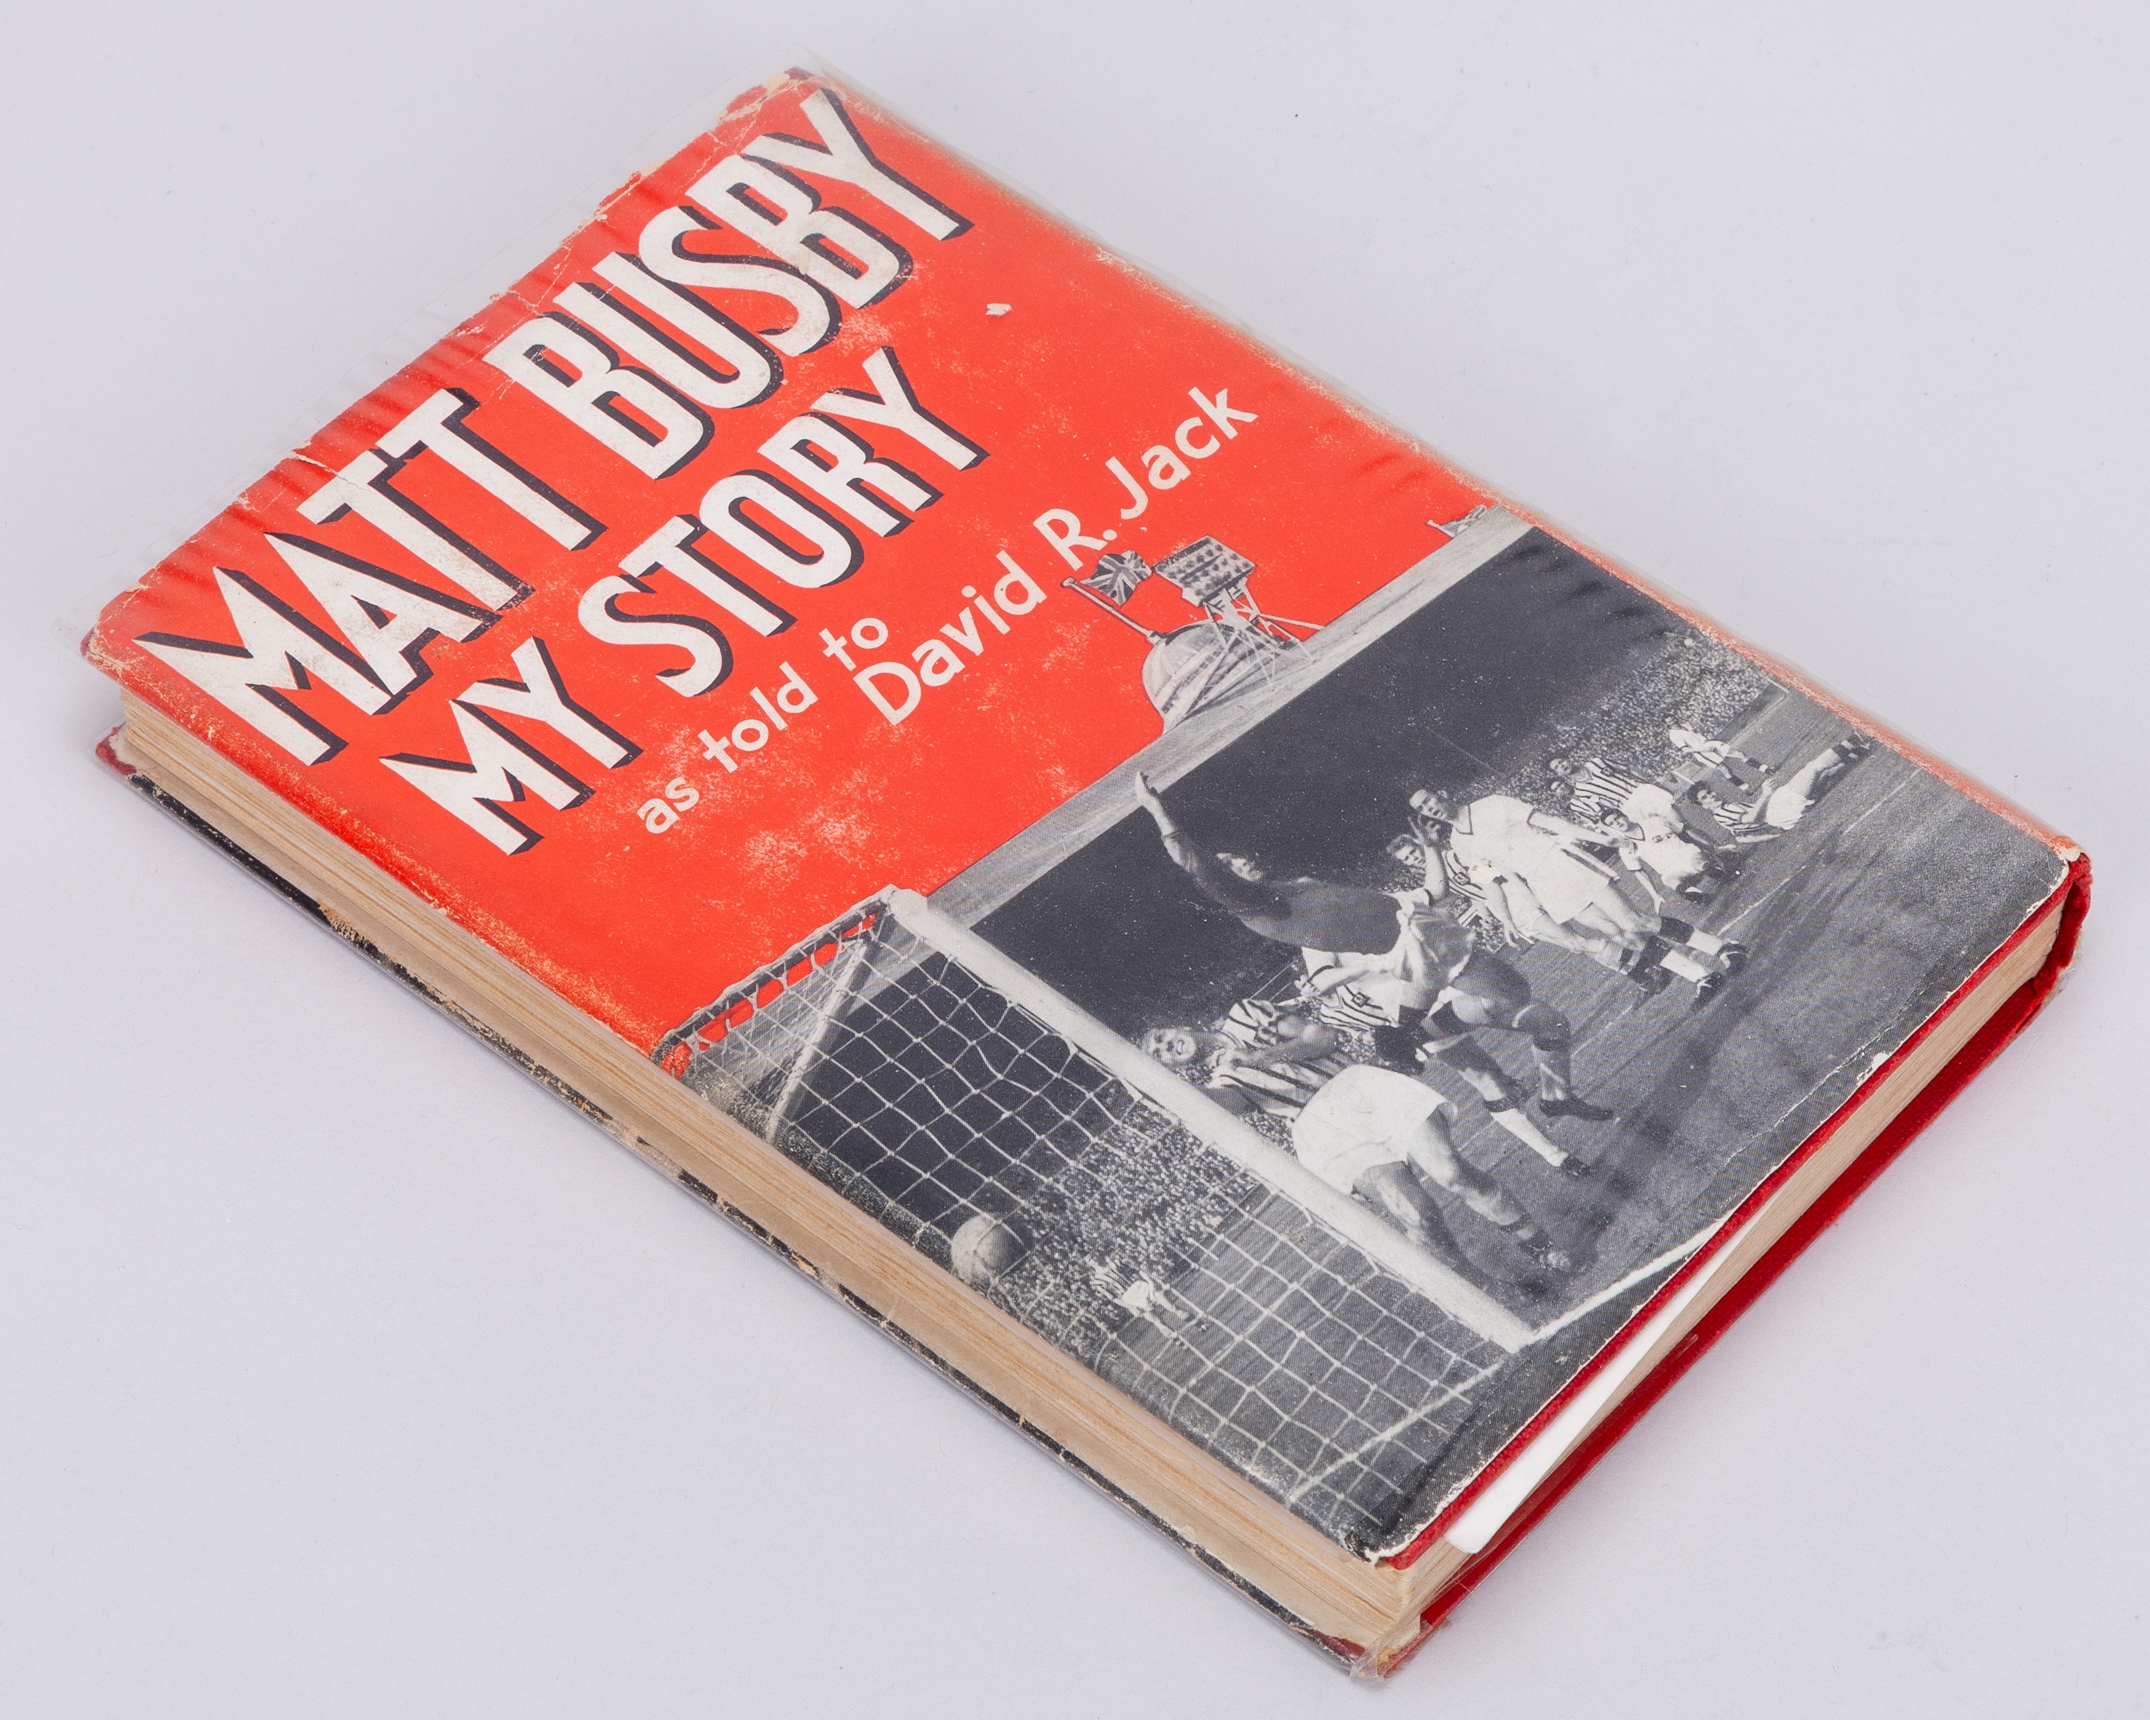 MATT BUSBY
MY STORY
as told to
David R. Jack